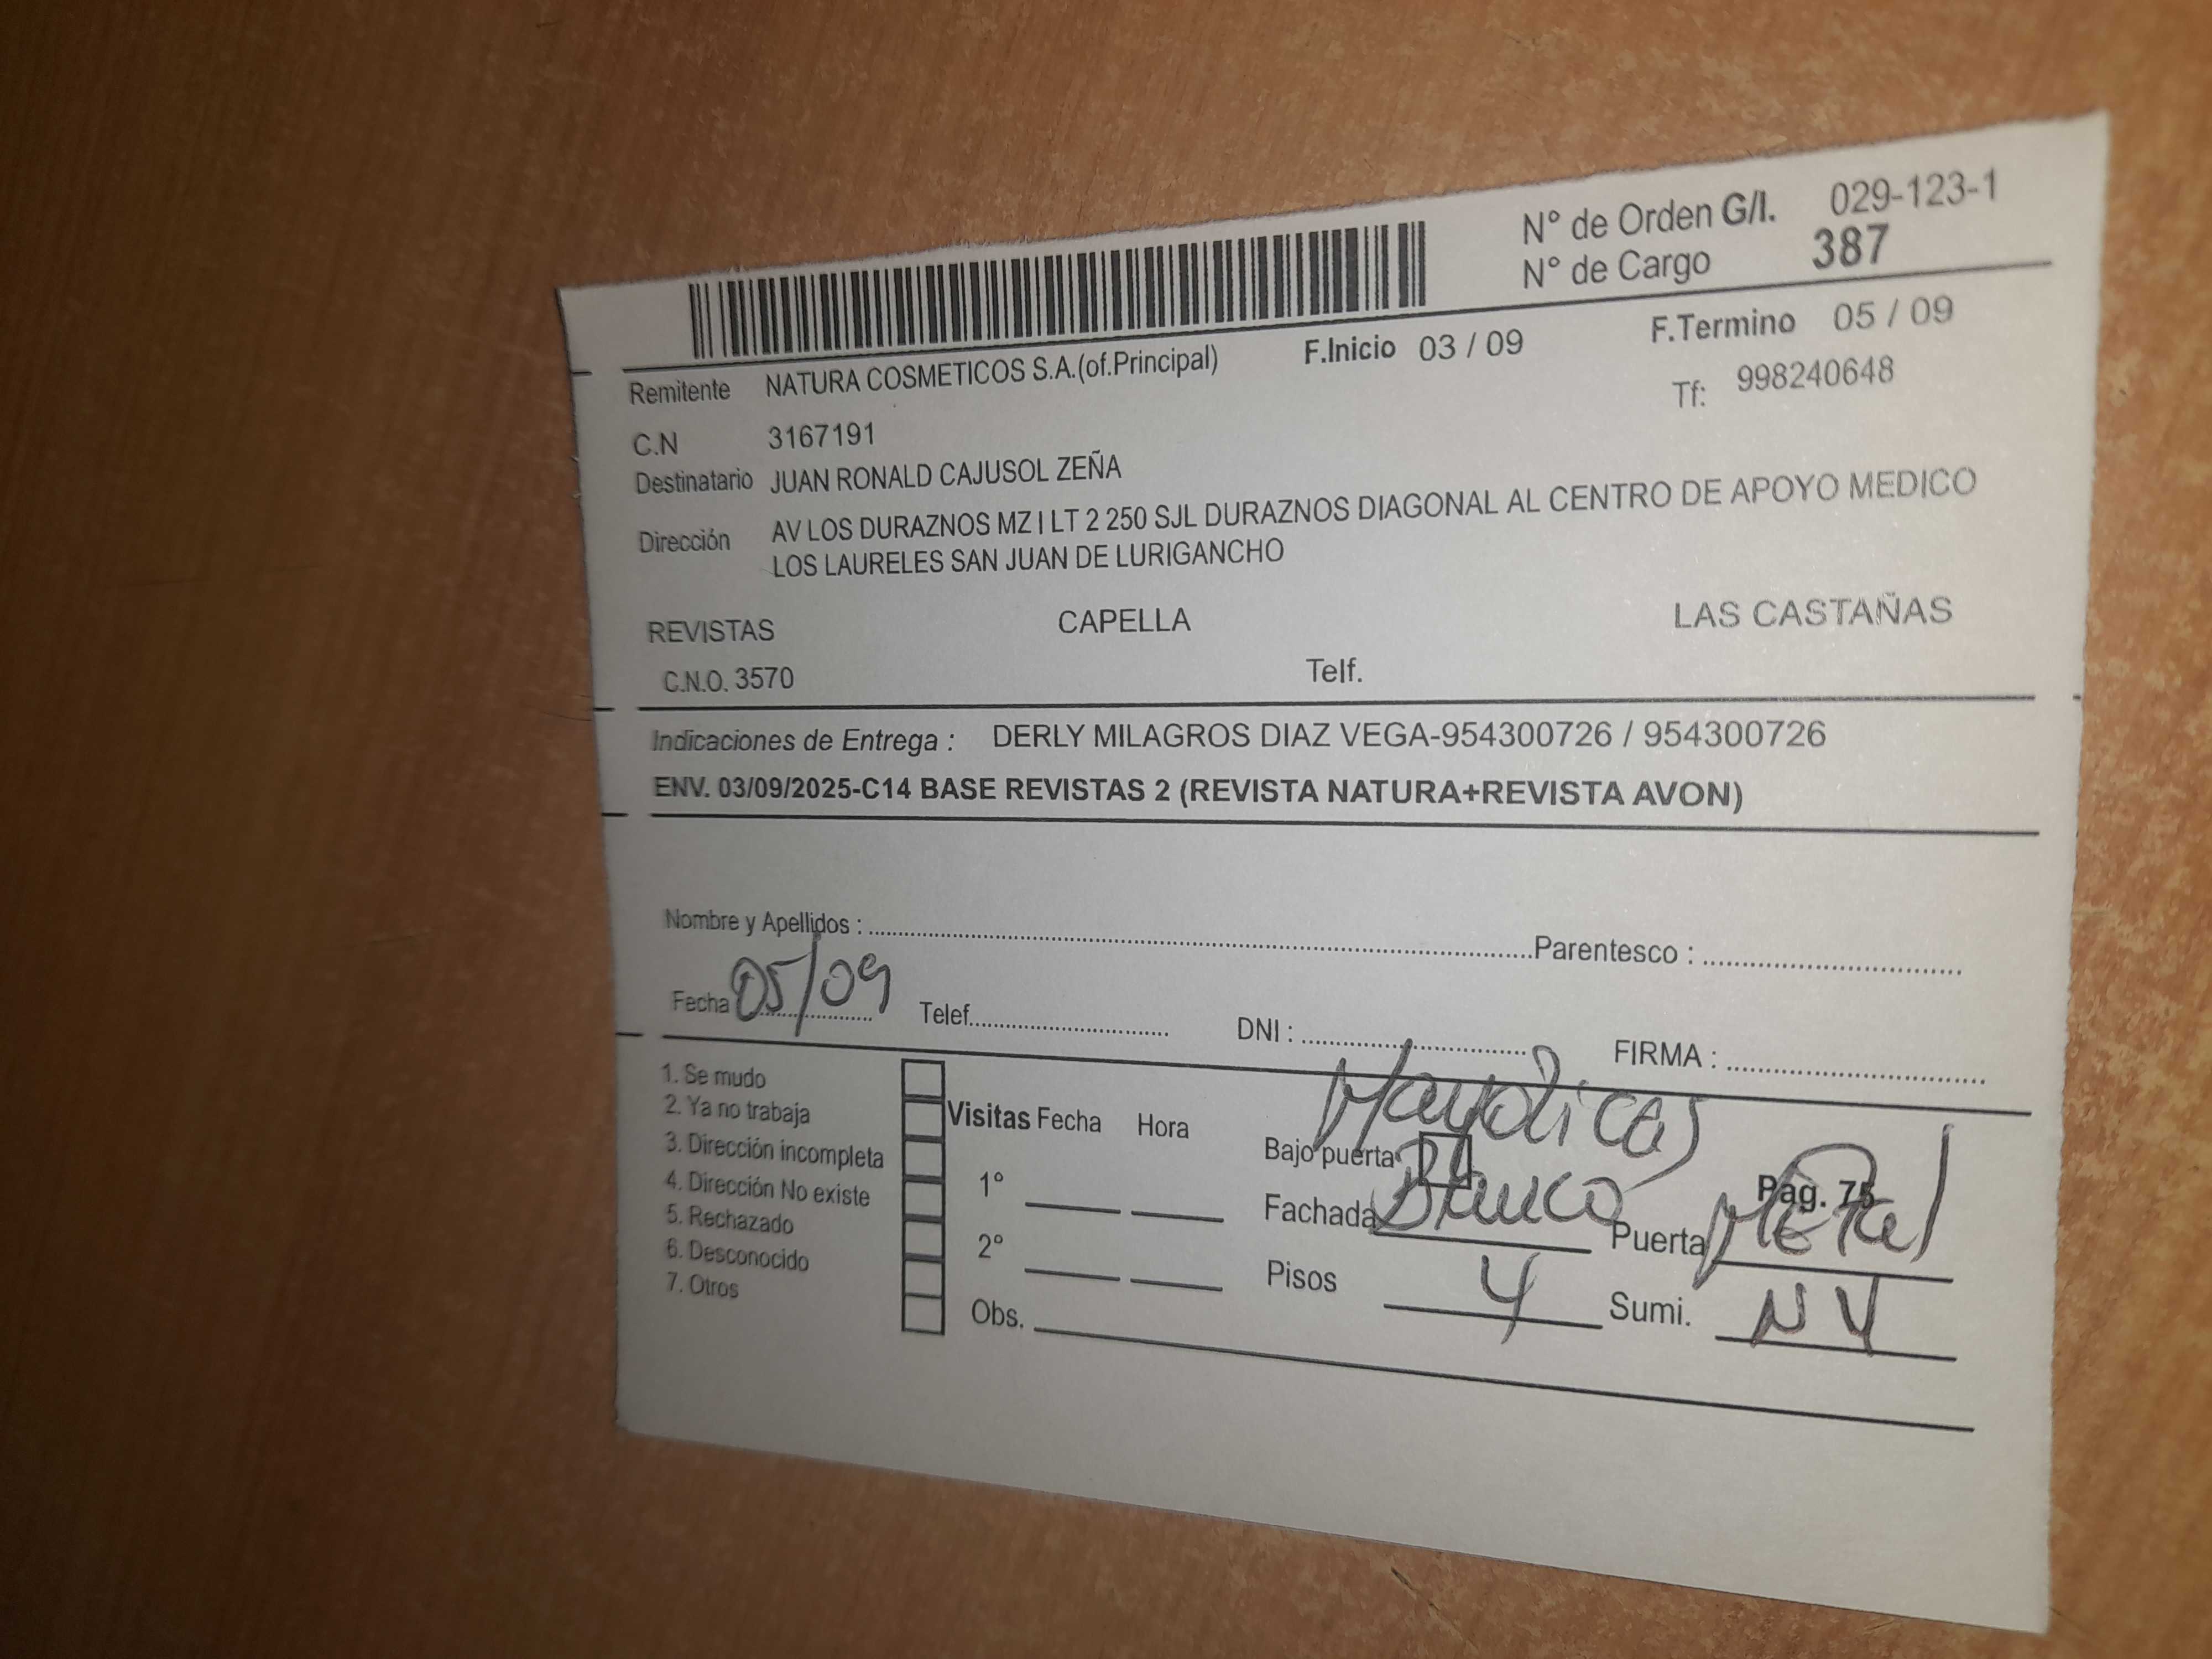 N° de Orden G/I. 029-123-1
N° de Cargo 387
F.Inicio 03 / 09 F.Termino 05 / 09
Remitente NATURA COSMETICOS S.A.(of.Principal) Tf: 998240648
C.N 3167191
Destinatario JUAN RONALD CAJUSOL ZEÑA
Dirección AV LOS DURAZNOS MZ I LT 2 250 SJL DURAZNOS DIAGONAL AL CENTRO DE APOYO MEDICO
LOS LAURELES SAN JUAN DE LURIGANCHO
REVISTAS CAPELLA LAS CASTAÑAS
C.N.O. 3570 Telf.
Indicaciones de Entrega : DERLY MILAGROS DIAZ VEGA-954300726 / 954300726
ENV. 03/09/2025-C14 BASE REVISTAS 2 (REVISTA NATURA+REVISTA AVON)
Nombre y Apellidos : Parentesco :
Fecha 05/09 Telef. DNI : FIRMA :
1. Se mudo
2. Ya no trabaja
3. Dirección incompleta
4. Dirección No existe
5. Rechazado
6. Desconocido
7. Otros
Visitas Fecha Hora
1°
2°
Obs.
Mayolicas
Bajo puerta Pag. 75
Fachada Blanco Puerta Metal
Pisos 4 Sumi. N Y